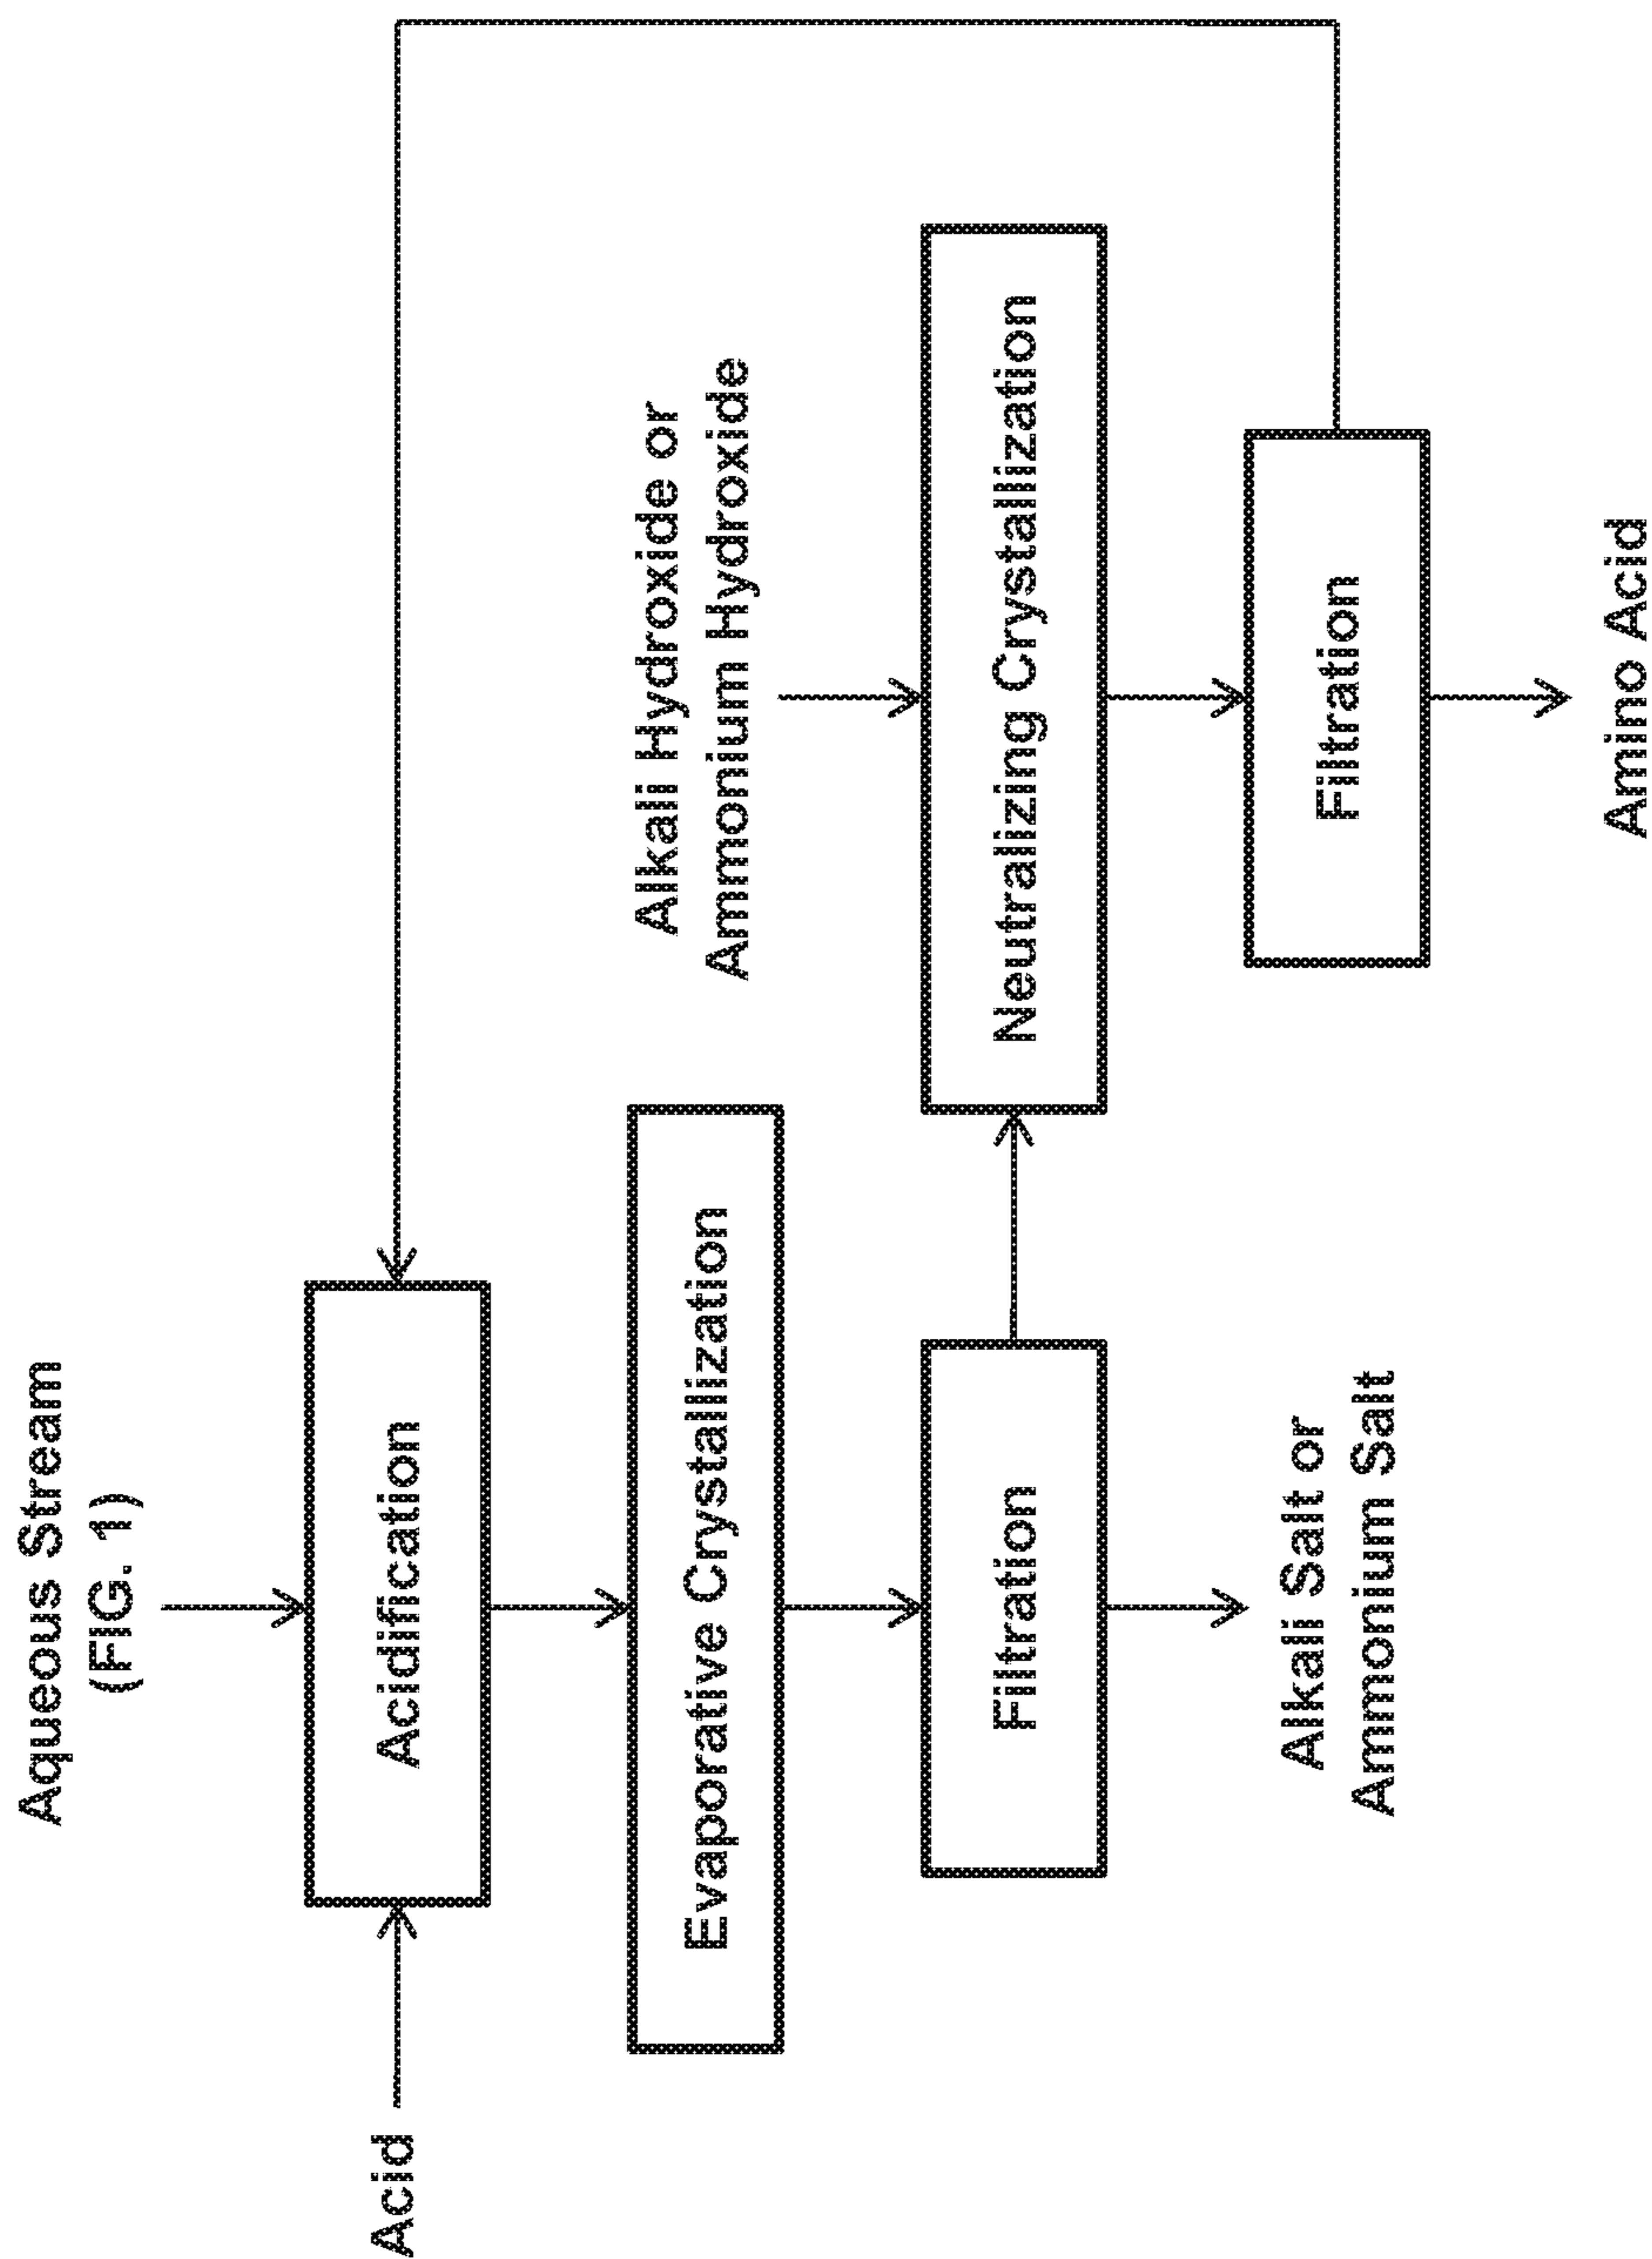 Aqueous Stream
(FIG. 1)
Acid
Acidification
Evaporative Crystallization
Filtration
Alkali Salt or
Ammonium Salt
Alkali Hydroxide or
Ammonium Hydroxide
Neutralizing Crystallization
Filtration
Amino Acid